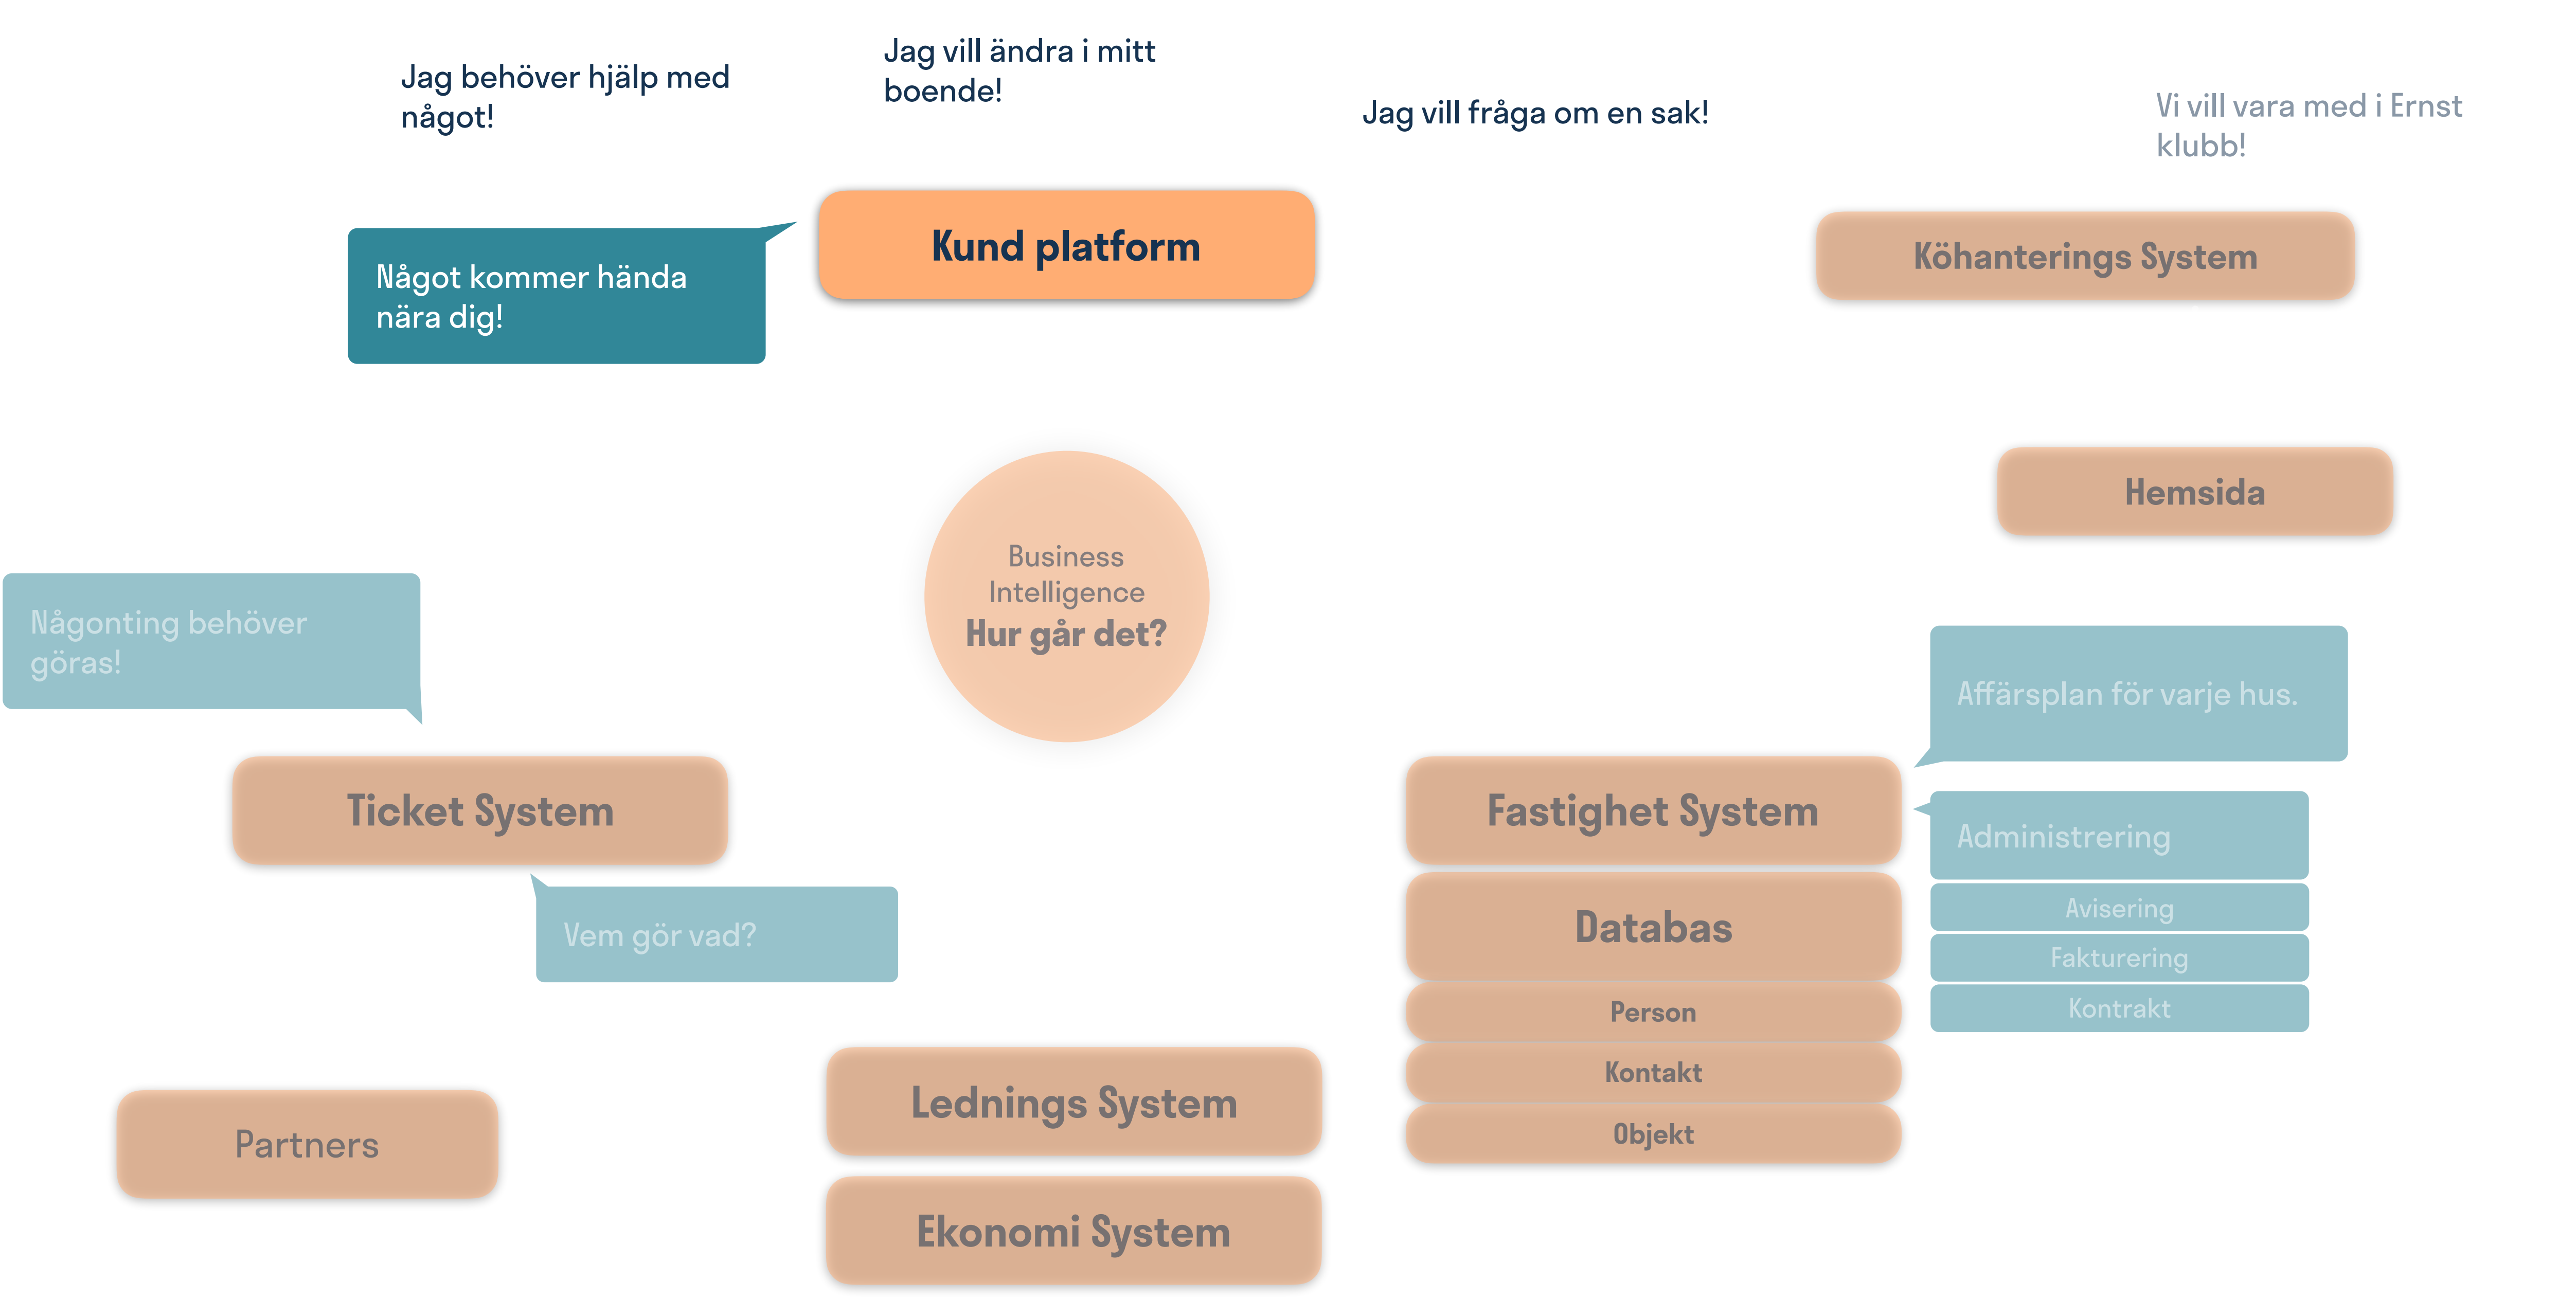 Jag behöver hjälp med
något!
Jag vill ändra i mitt
boende!
Jag vill fråga om en sak!
Vi vill vara med i Ernst
klubb!
Kund platform
Köhanterings System
Något kommer hända
nära dig!
Hemsida
Business
Intelligence
Hur går det?
Någonting behöver
göras!
Affärsplan för varje hus.
Ticket System
Fastighet System
Administrering
Vem gör vad?
Databas
Avisering
Fakturering
Kontrakt
Person
Kontakt
Objekt
Lednings System
Partners
Ekonomi System